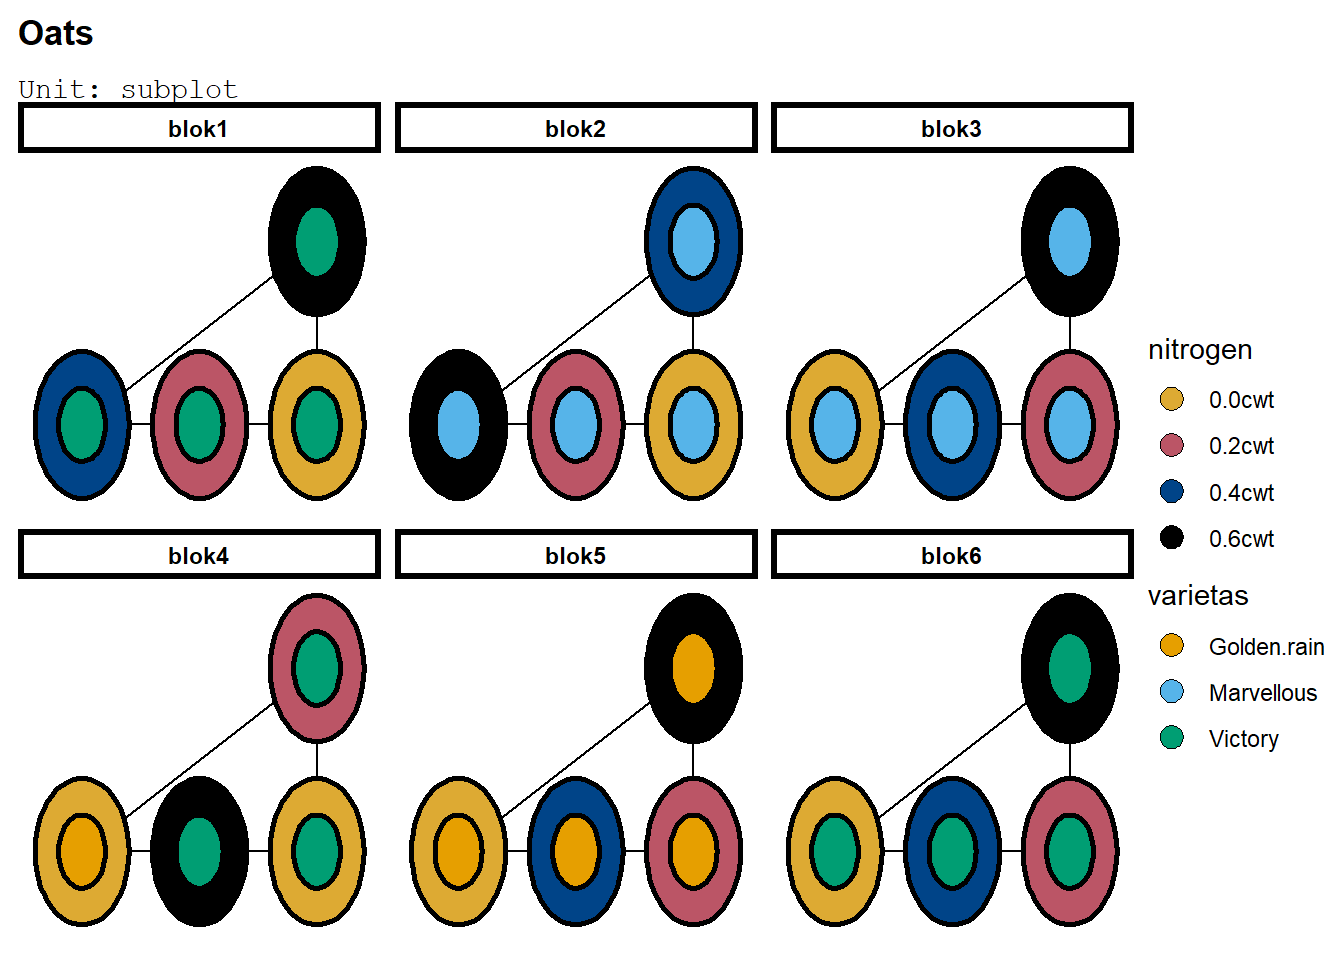 Oats
Unit: subplot
blok1
blok2
blok3
blok4
blok5
blok6
nitrogen
0.0cwt
0.2cwt
0.4cwt
0.6cwt
varietas
Golden.rain
Marvellous
Victory